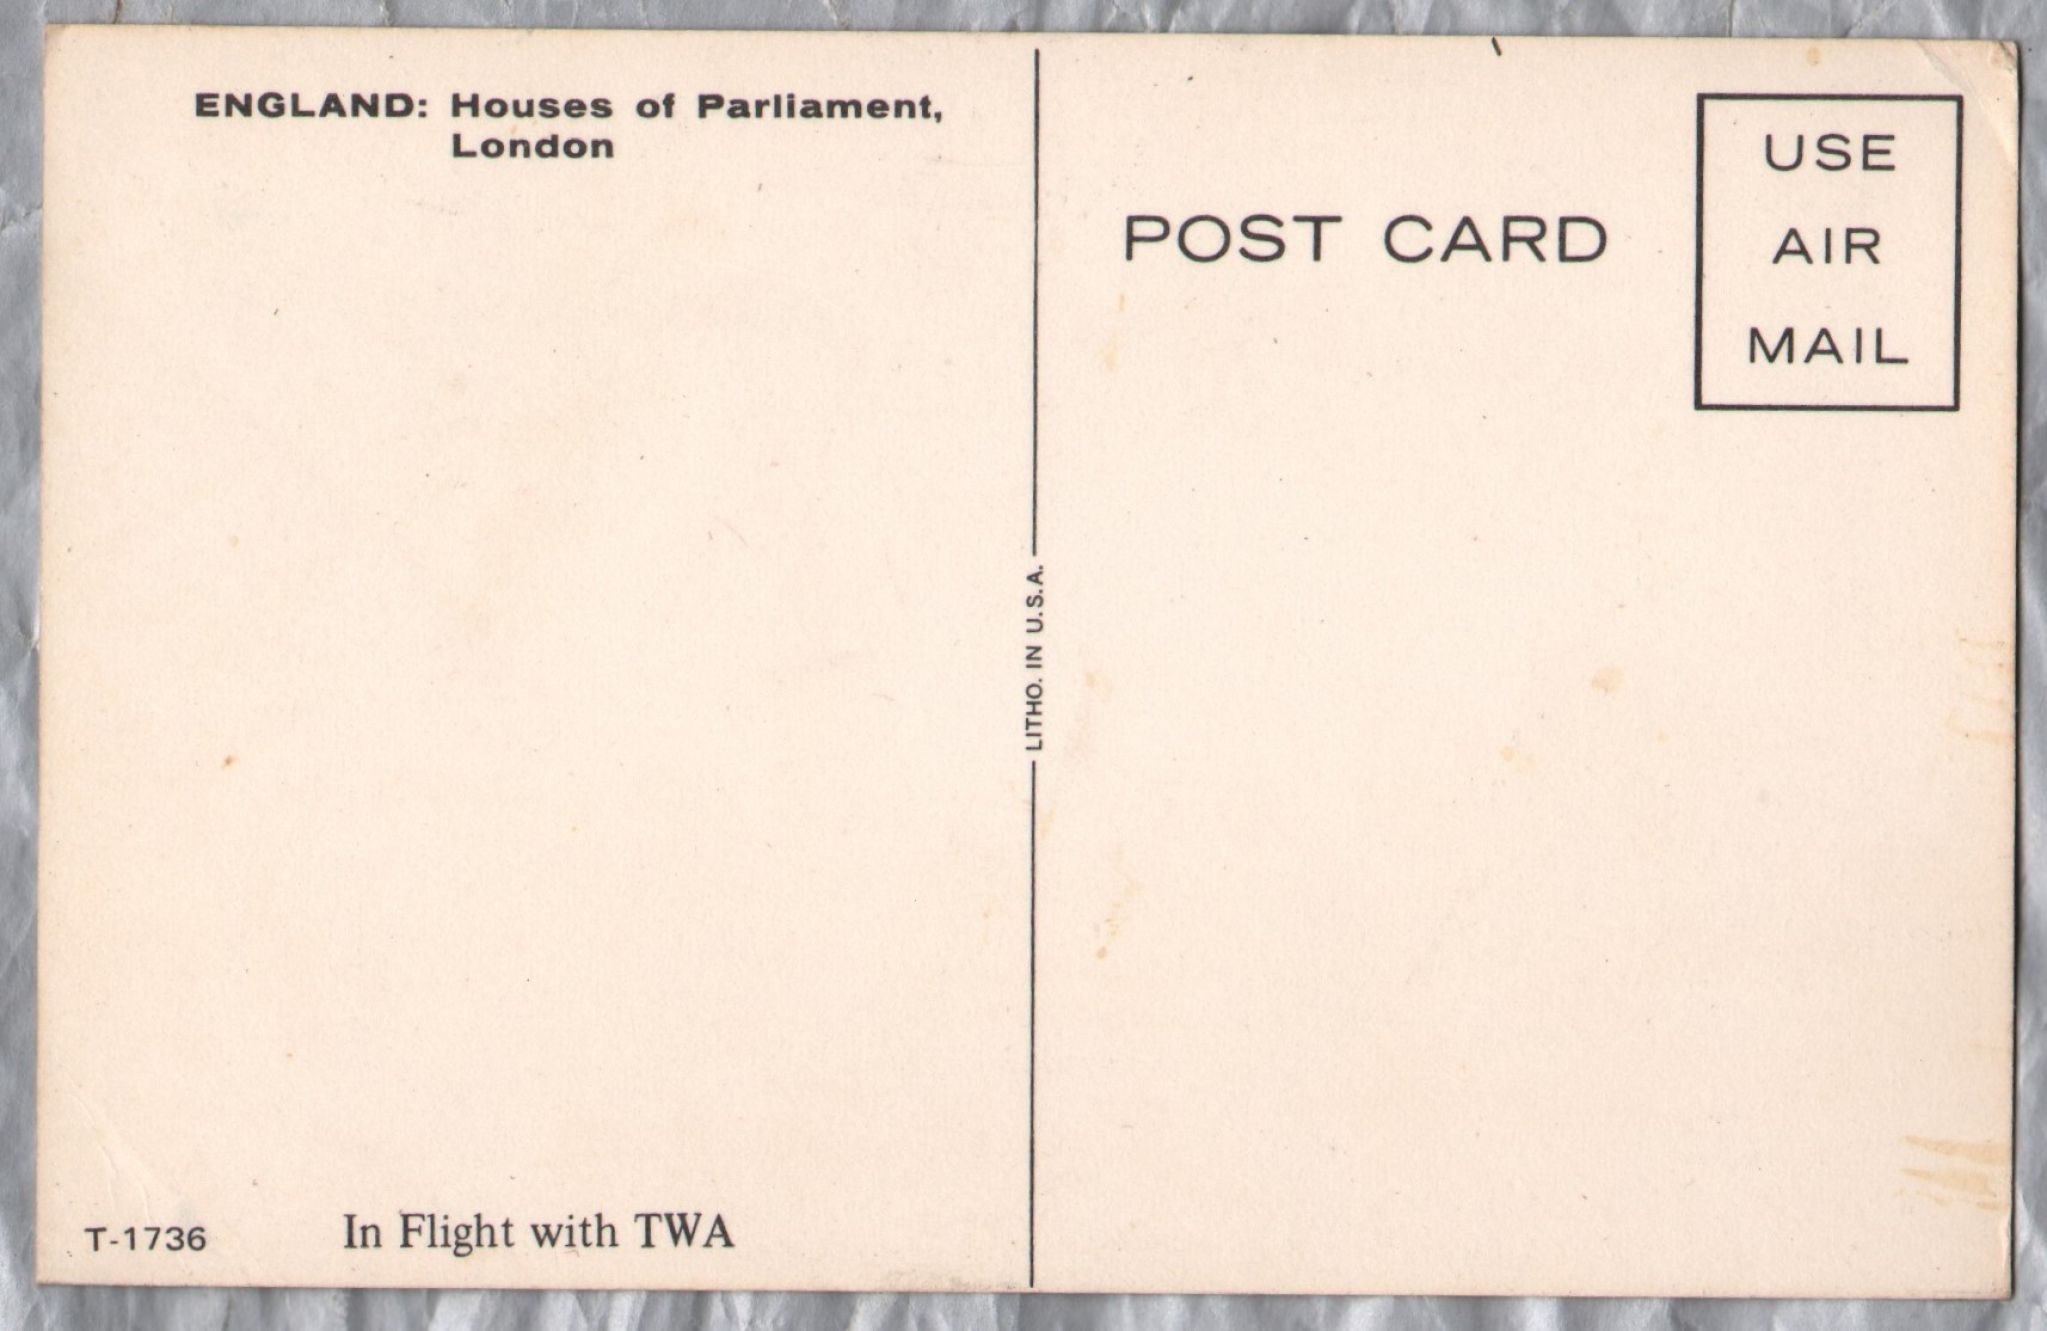 ENGLAND: Houses of Parliament,
London
POST CARD
USE
AIR
MAIL
LITHO. IN U.S.A.
T-1736
In Flight with TWA